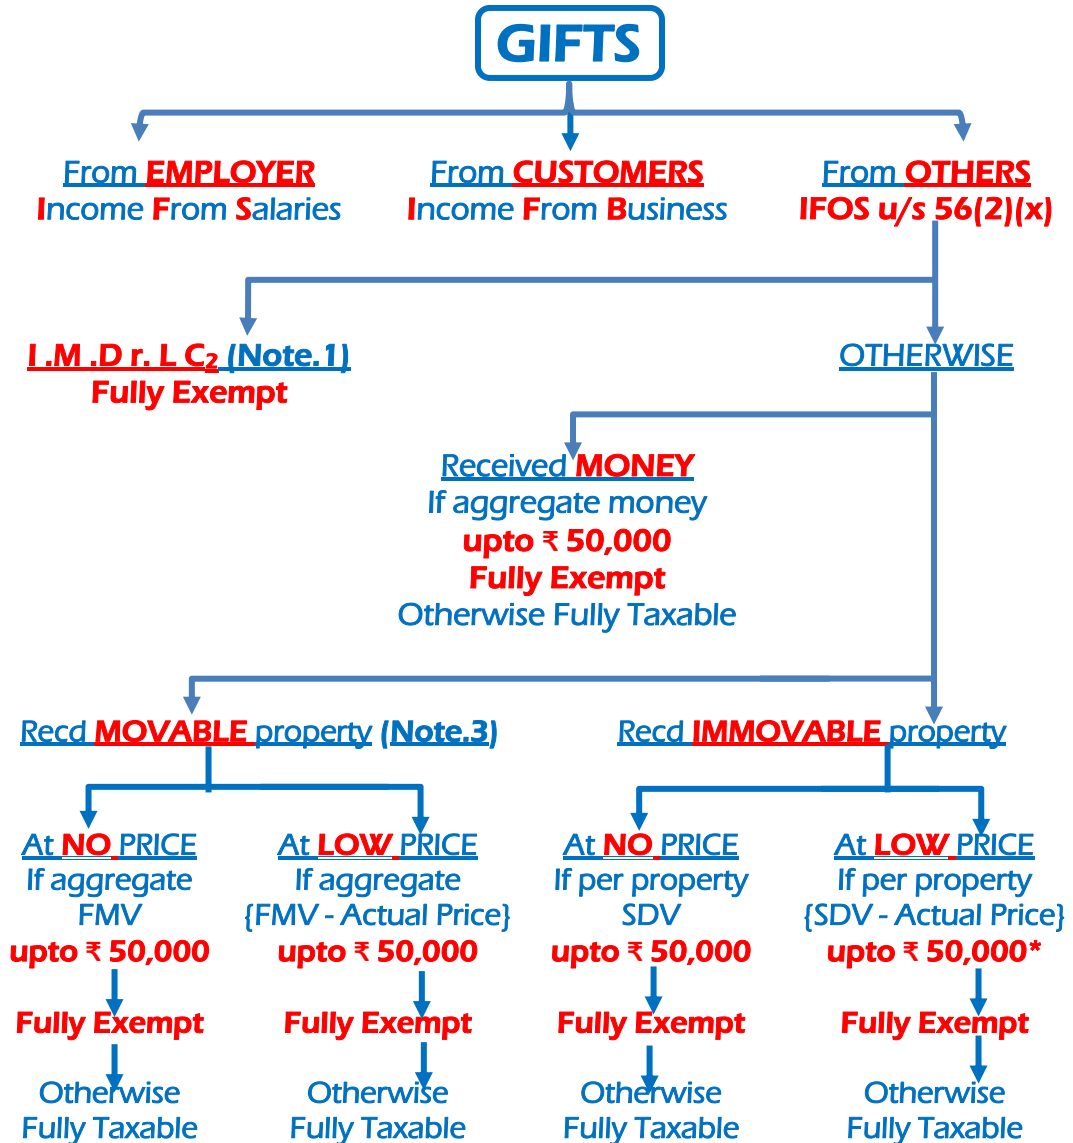 GIFTS
From EMPLOYER
Income From Salaries
From CUSTOMERS
Income From Business
From OTHERS
IFOS u/s 56(2)(x)
I .M .D r. L C₂ (Note.1)
Fully Exempt
OTHERWISE
Received MONEY
If aggregate money
upto ₹ 50,000
Fully Exempt
Otherwise Fully Taxable
Recd MOVABLE property (Note.3)
Recd IMMOVABLE property
At NO PRICE
If aggregate
FMV
upto ₹ 50,000
Fully Exempt
Otherwise
Fully Taxable
At LOW PRICE
If aggregate
{FMV - Actual Price}
upto ₹ 50,000
Fully Exempt
Otherwise
Fully Taxable
At NO PRICE
If per property
SDV
upto ₹ 50,000
Fully Exempt
Otherwise
Fully Taxable
At LOW PRICE
If per property
{SDV - Actual Price}
upto ₹ 50,000*
Fully Exempt
Otherwise
Fully Taxable